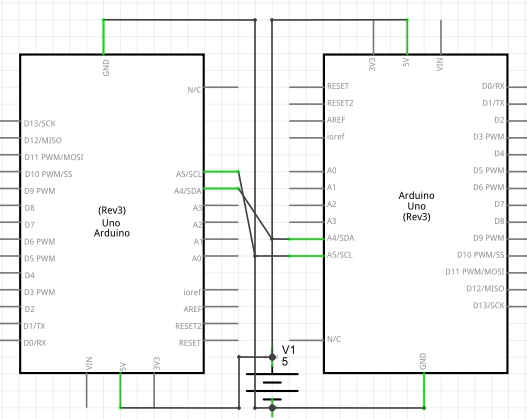 GND
N/C
D13/SCK
D12/MISO
D11 PWM/MOSI
D10 PWM/SS
D9 PWM
D8
D7
D6 PWM
D5 PWM
D4
D3 PWM
D2
D1/TX
D0/RX
A5/SCL
A4/SDA
A3
A2
A1
A0
ioref
AREF
RESET2
RESET
(Rev3)
Uno
Arduino
VIN
5V
3V3
V1
5
3V3
5V
VIN
RESET
RESET2
AREF
ioref
A0
A1
A2
A3
A4/SDA
A5/SCL
N/C
Arduino
Uno
(Rev3)
D0/RX
D1/TX
D2
D3 PWM
D4
D5 PWM
D6 PWM
D7
D8
D9 PWM
D10 PWM/SS
D11 PWM/MOSI
D12/MISO
D13/SCK
GND